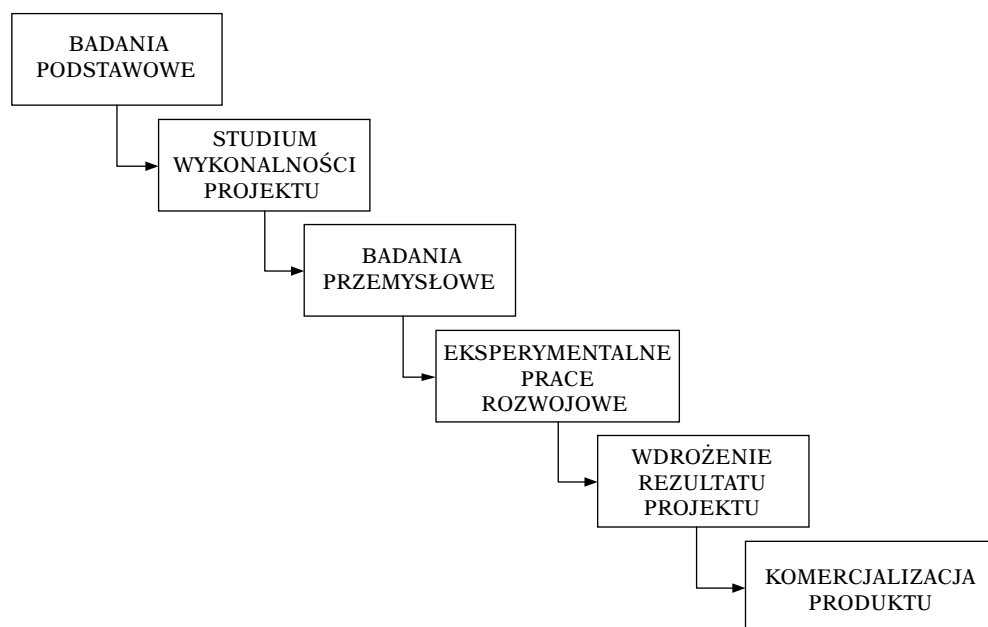 BADANIA
PODSTAWOWE
STUDIUM
WYKONALNOŚCI
PROJEKTU
BADANIA
PRZEMYSŁOWE
EKSPERYMENTALNE
PRACE
ROZWOJOWE
WDROŻENIE
REZULTATU
PROJEKTU
KOMERCJALIZACJA
PRODUKTU